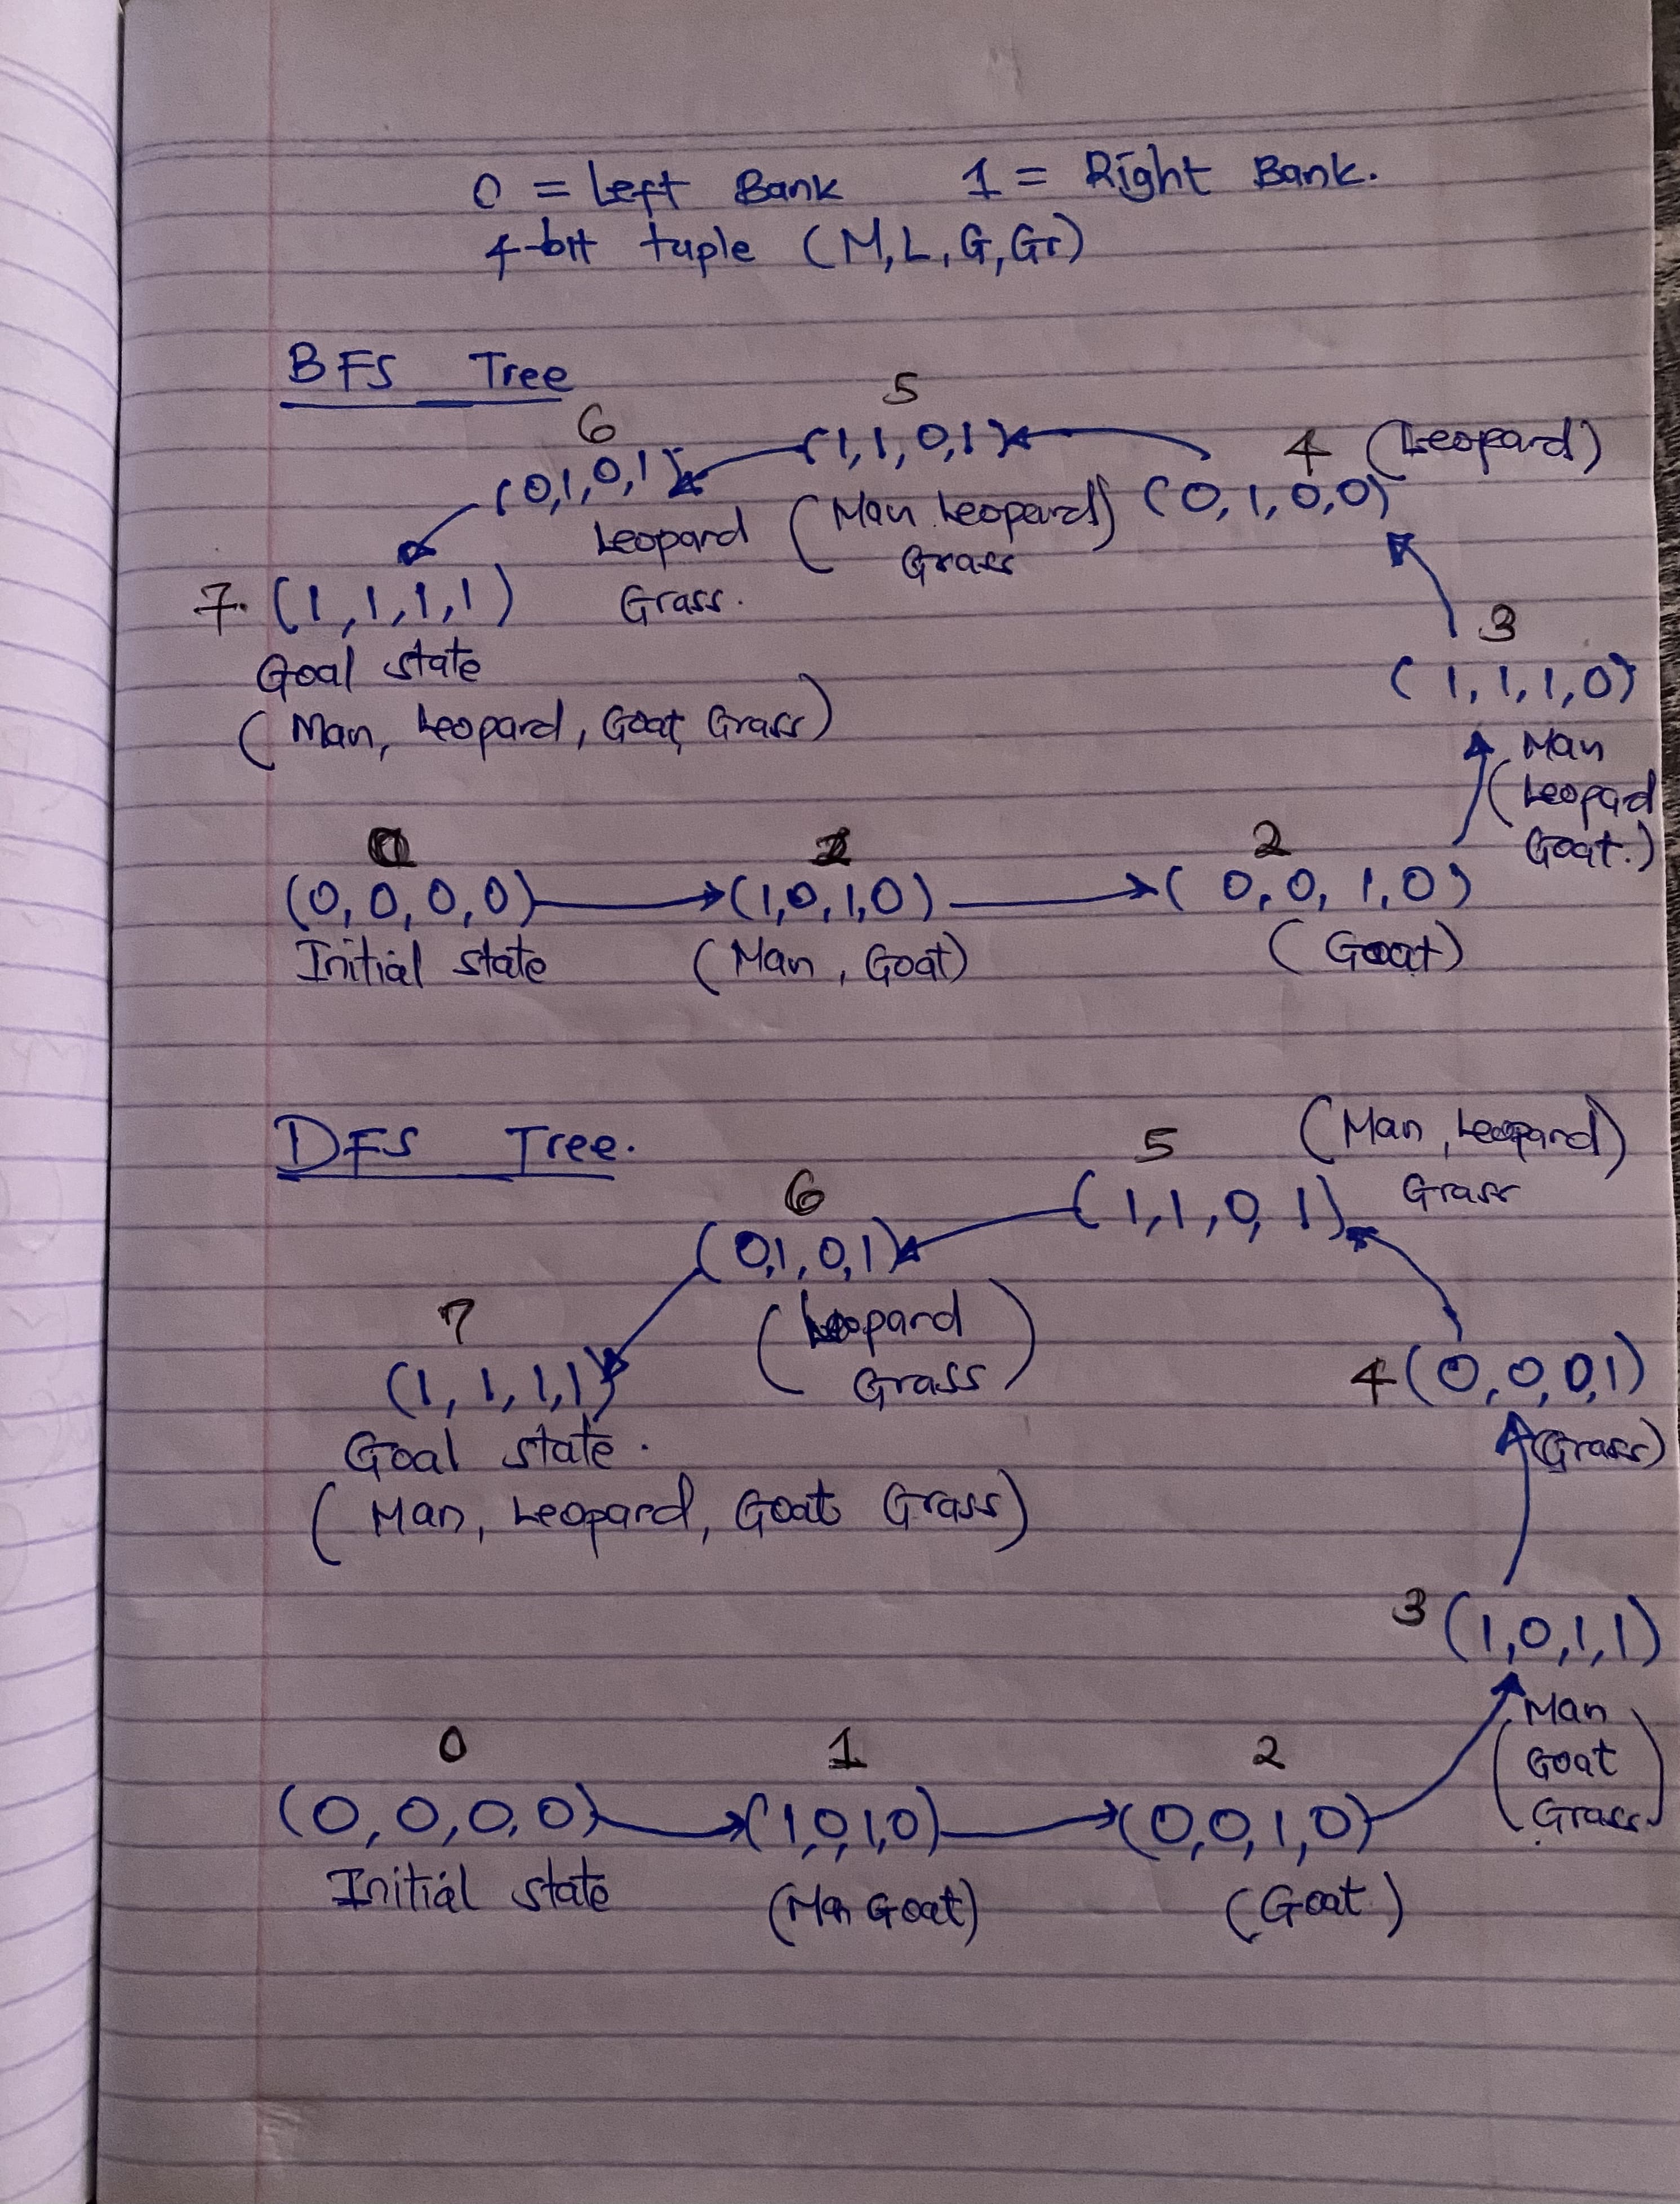 0 = Left Bank 1 = Right Bank.
4-bit tuple (M,L,G,Gr)
BFS Tree
5
6
(1,1,0,1)
4 (Leopard)
(0,1,0,1)
(0,1,0,0)
(Man Leopard)
Grass
Leopard
Grass.
7. (1,1,1,1)
Goal state
(Man, Leopard, Goat, Grass)
3
(1,1,1,0)
(Man
Leopard
Goat.)
0 1 2
(0,0,0,0) (1,0,1,0) (0,0,1,0)
Initial state (Man, Goat) (Goat)
DFS Tree.
5 (Man, Leopard)
Grass
6 (1,1,0,1)
(0,1,0,1)
(Leopard
Grass)
7
(1,1,1,1)
4 (0,0,0,1)
Goal state.
(Grass)
(Man, Leopard, Goat Grass)
3 (1,0,1,1)
(Man
Goat
Grass)
0 1 2
(0,0,0,0) (1,0,1,0) (0,0,1,0)
Initial state (Man Goat) (Goat.)